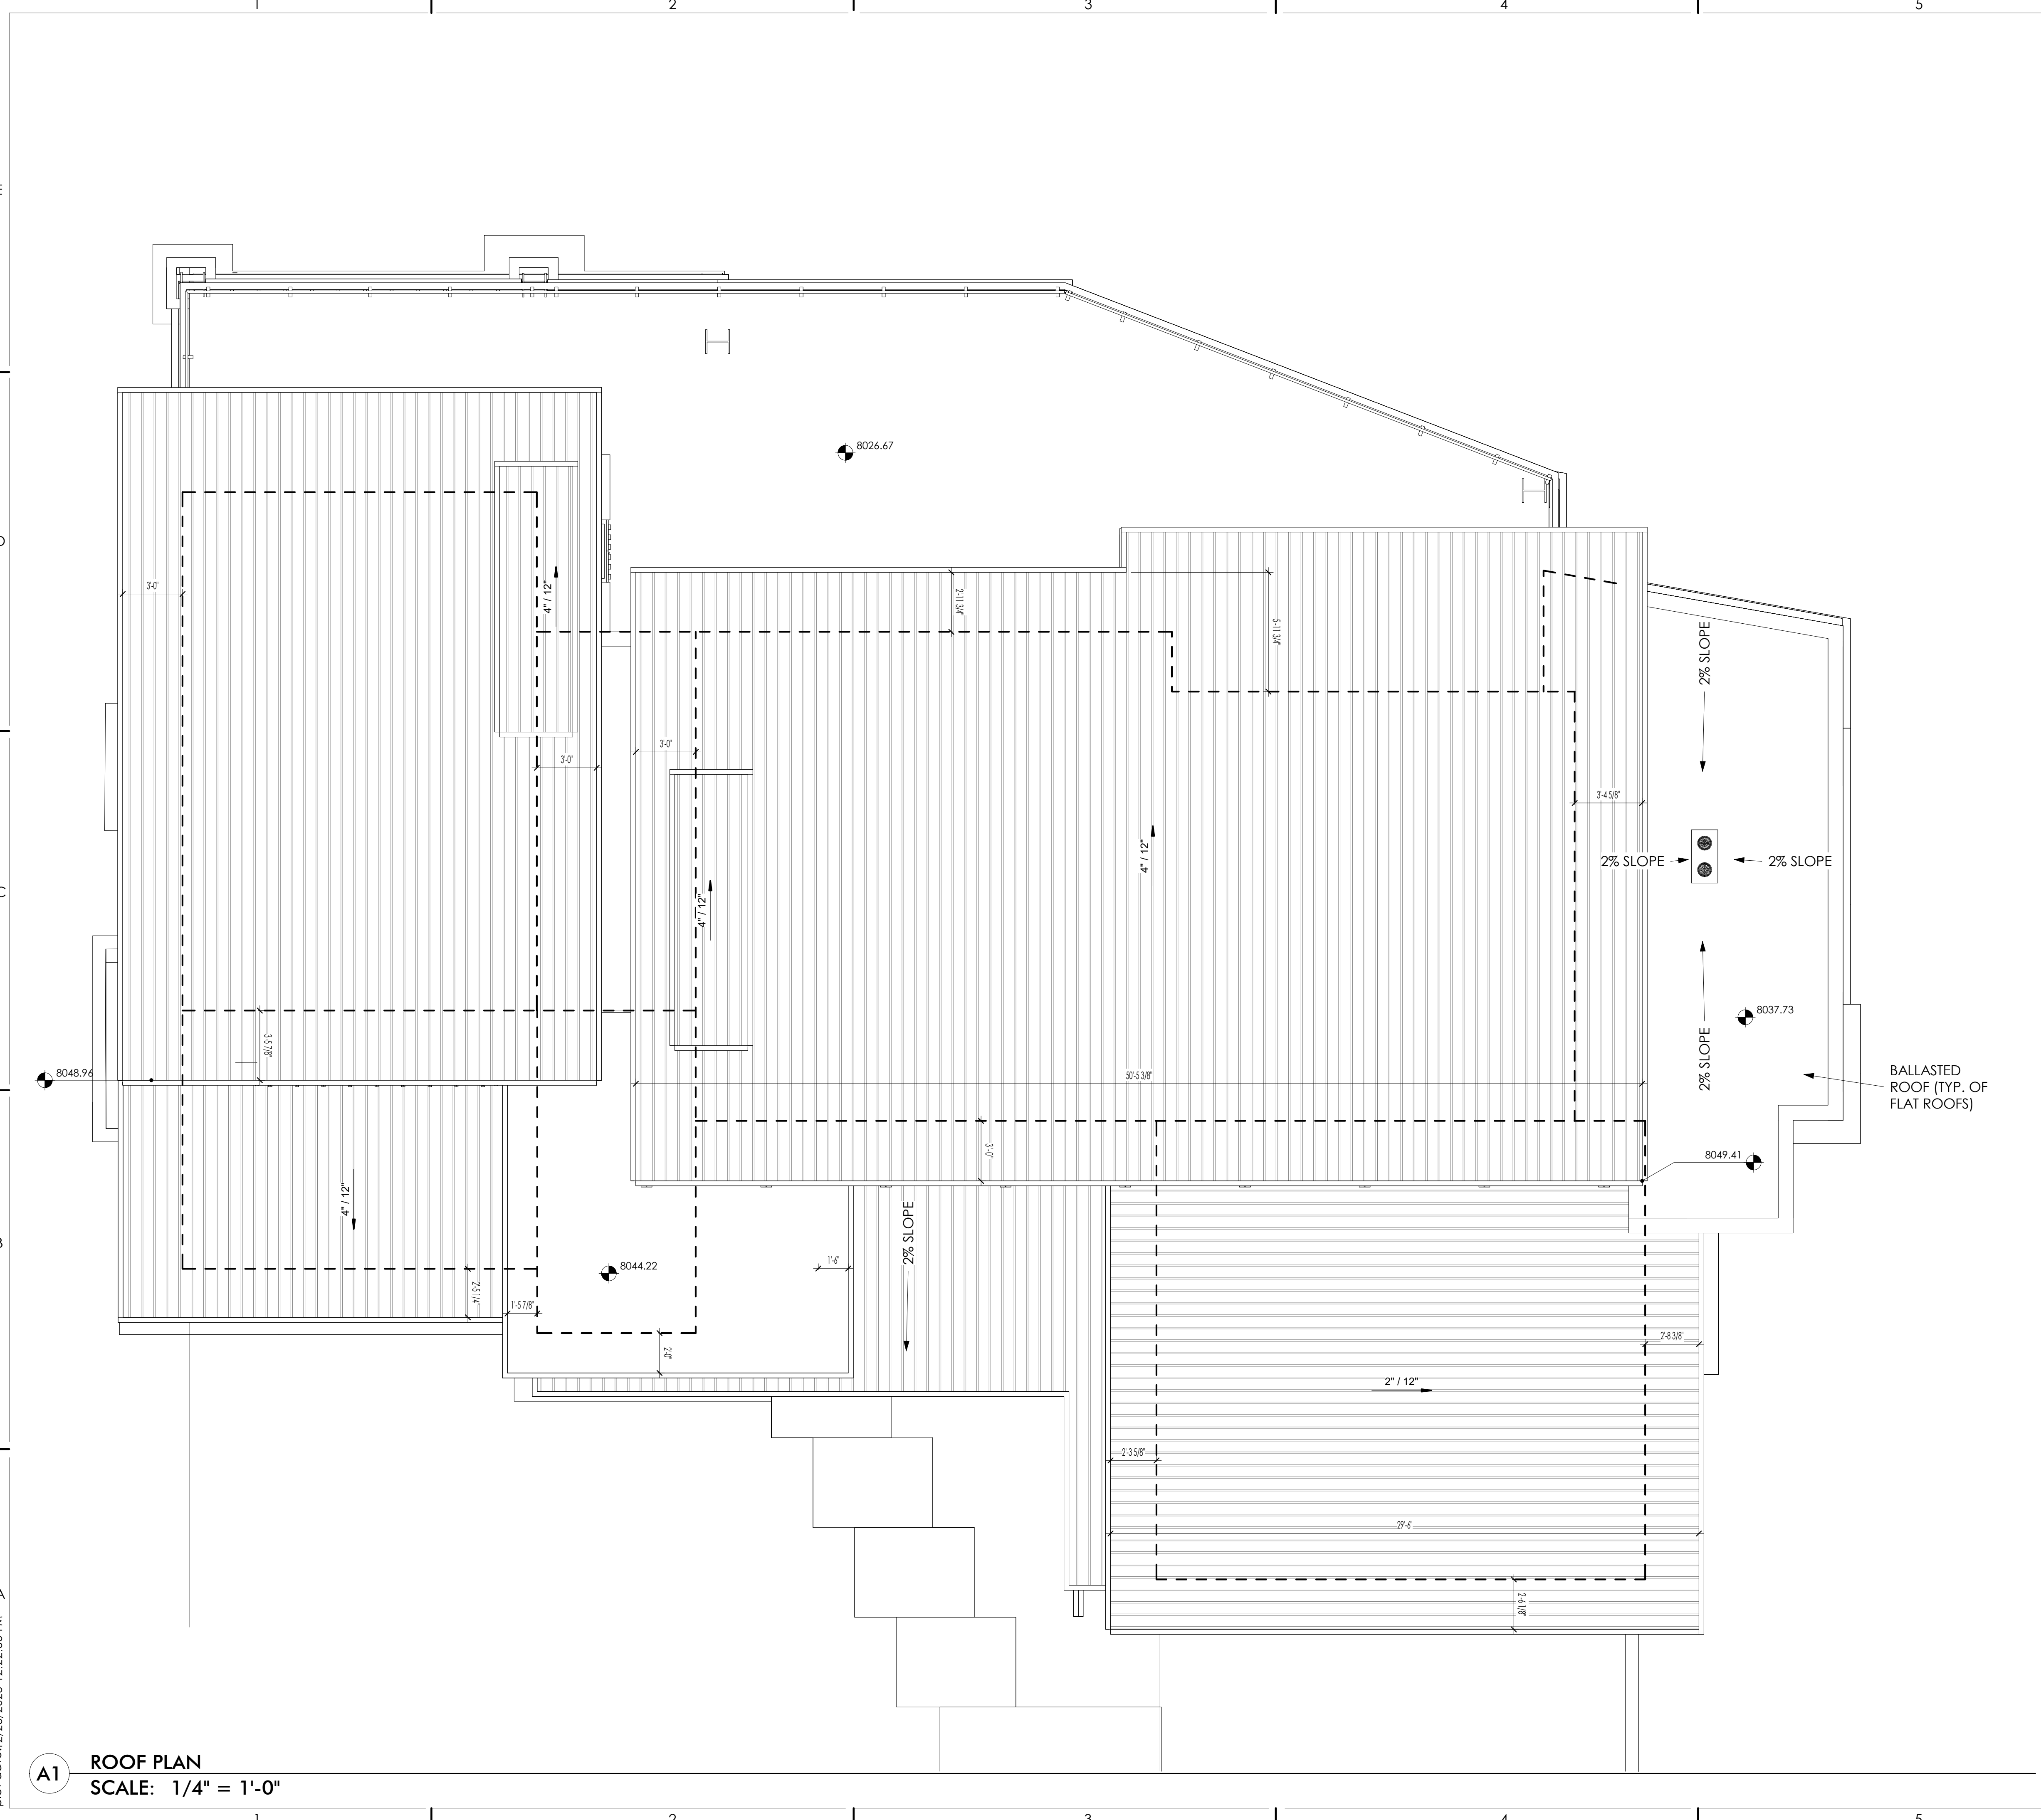 1 2 3 4 5
8026.67
3'-0"
4" / 12"
2'-11 3/4"
5'-11 3/4"
2% SLOPE
3'-0"
3'-0"
3'-4 5/8"
4" / 12"
2% SLOPE
2% SLOPE
4" / 12"
8037.73
3'-5 7/8"
2% SLOPE
8048.96
50'-5 3/8"
BALLASTED
ROOF (TYP. OF
FLAT ROOFS)
3'-0"
8049.41
4" / 12"
2% SLOPE
1'-6"
8044.22
2'-5 1/4"
1'-5 7/8"
2'-0"
2'-8 3/8"
2" / 12"
2'-3 5/8"
29'-6"
2'-6 1/8"
A1
ROOF PLAN
SCALE: 1/4" = 1'-0"
1 2 3 4 5